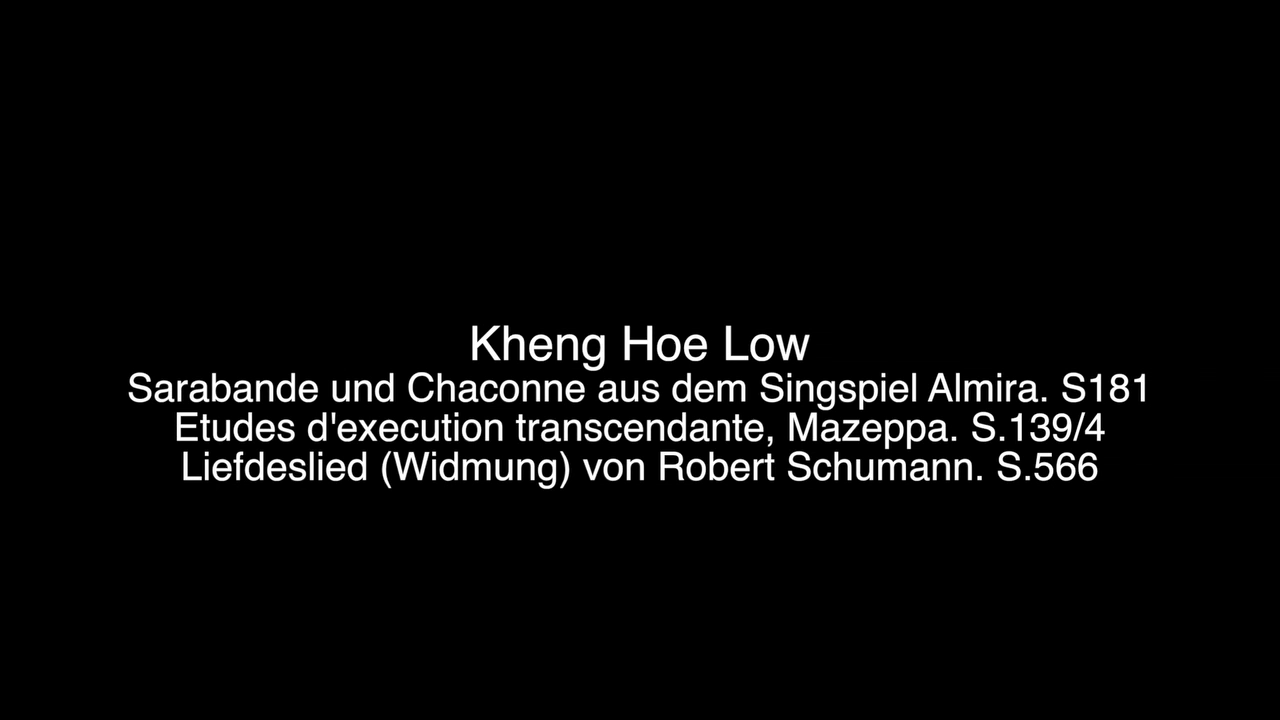 Kheng Hoe Low
Sarabande und Chaconne aus dem Singspiel Almira. S181
Etudes d'execution transcendante, Mazeppa. S.139/4
Liefdeslied (Widmung) von Robert Schumann. S.566